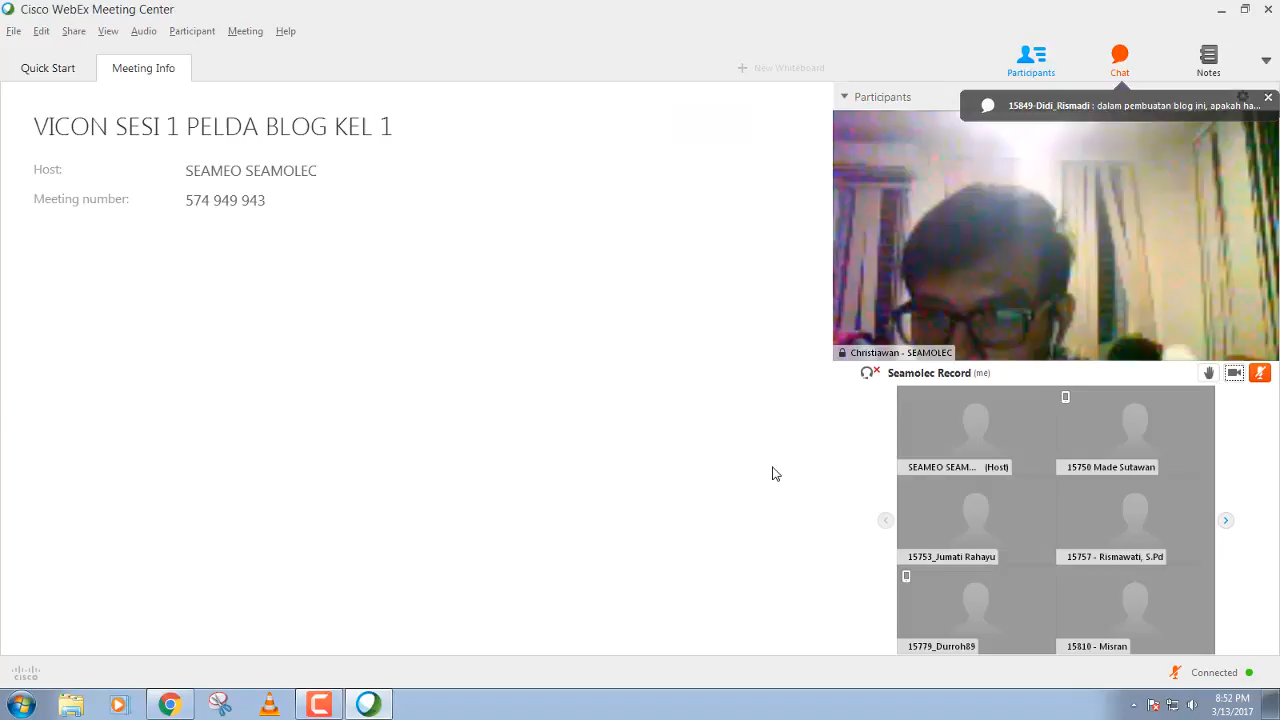 Cisco WebEx Meeting Center
File Edit Share View Audio Participant Meeting Help
Quick Start
Meeting Info
New Whiteboard
Participants
Chat
Notes
Participants
15849-Didi_Rismadi : dalam pembuatan blog ini, apakah ha...
VICON SESI 1 PELDA BLOG KEL 1
Host: SEAMEO SEAMOLEC
Meeting number: 574 949 943
Christiawan - SEAMOLEC
Seamolec Record (me)
SEAMEO SEAM... (Host)
15750 Made Sutawan
15753_Jumati Rahayu
15757 - Rismawati, S.Pd
15779_Durroh89
15810 - Misran
cisco
Connected
8:52 PM
3/13/2017